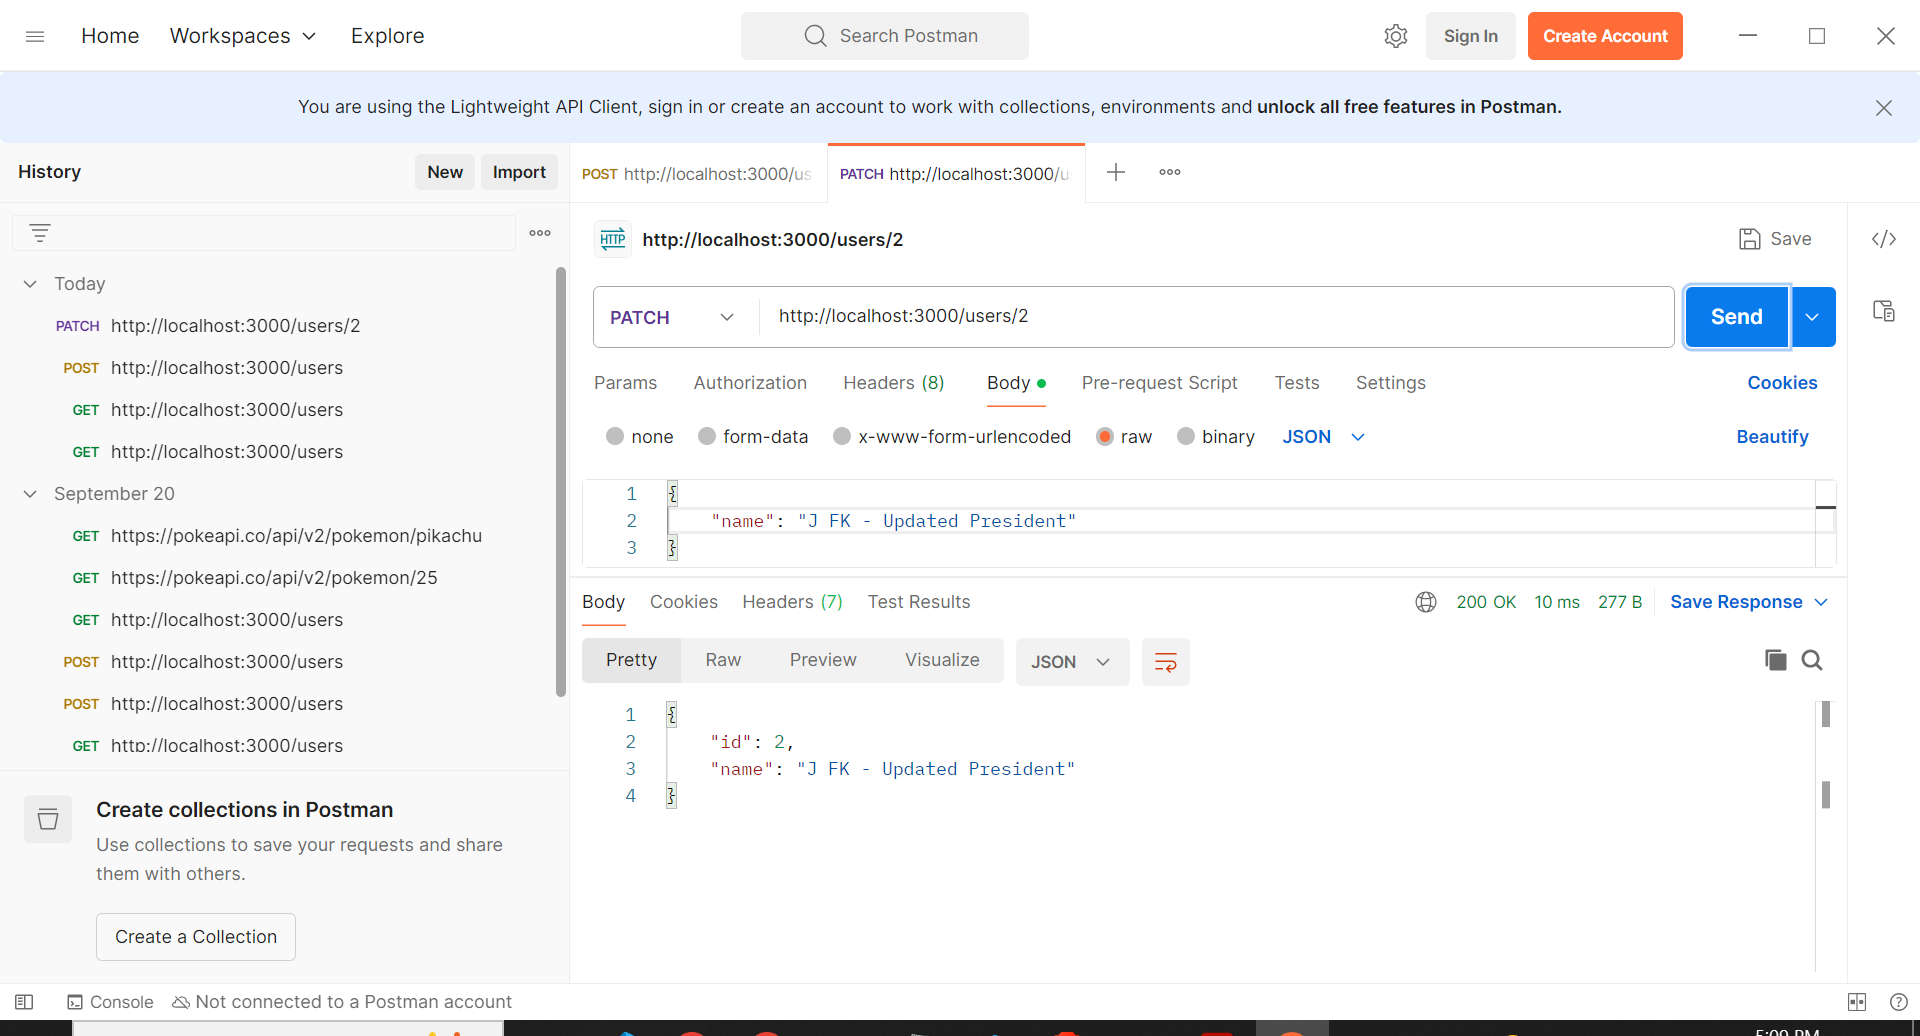 Home Workspaces Explore Search Postman Sign In Create Account
You are using the Lightweight API Client, sign in or create an account to work with collections, environments and unlock all free features in Postman.
History New Import
Today
PATCH http://localhost:3000/users/2
POST http://localhost:3000/users
GET http://localhost:3000/users
GET http://localhost:3000/users
September 20
GET https://pokeapi.co/api/v2/pokemon/pikachu
GET https://pokeapi.co/api/v2/pokemon/25
GET http://localhost:3000/users
POST http://localhost:3000/users
POST http://localhost:3000/users
GET http://localhost:3000/users
Create collections in Postman
Use collections to save your requests and share
them with others.
Create a Collection
POST http://localhost:3000/us PATCH http://localhost:3000/u
HTTP http://localhost:3000/users/2 Save
PATCH http://localhost:3000/users/2 Send
Params Authorization Headers (8) Body Pre-request Script Tests Settings Cookies
none form-data x-www-form-urlencoded raw binary JSON Beautify
1 {
2 "name": "J FK - Updated President"
3 }
Body Cookies Headers (7) Test Results 200 OK 10 ms 277 B Save Response
Pretty Raw Preview Visualize JSON
1 {
2 "id": 2,
3 "name": "J FK - Updated President"
4 }
Console Not connected to a Postman account
5:09 PM